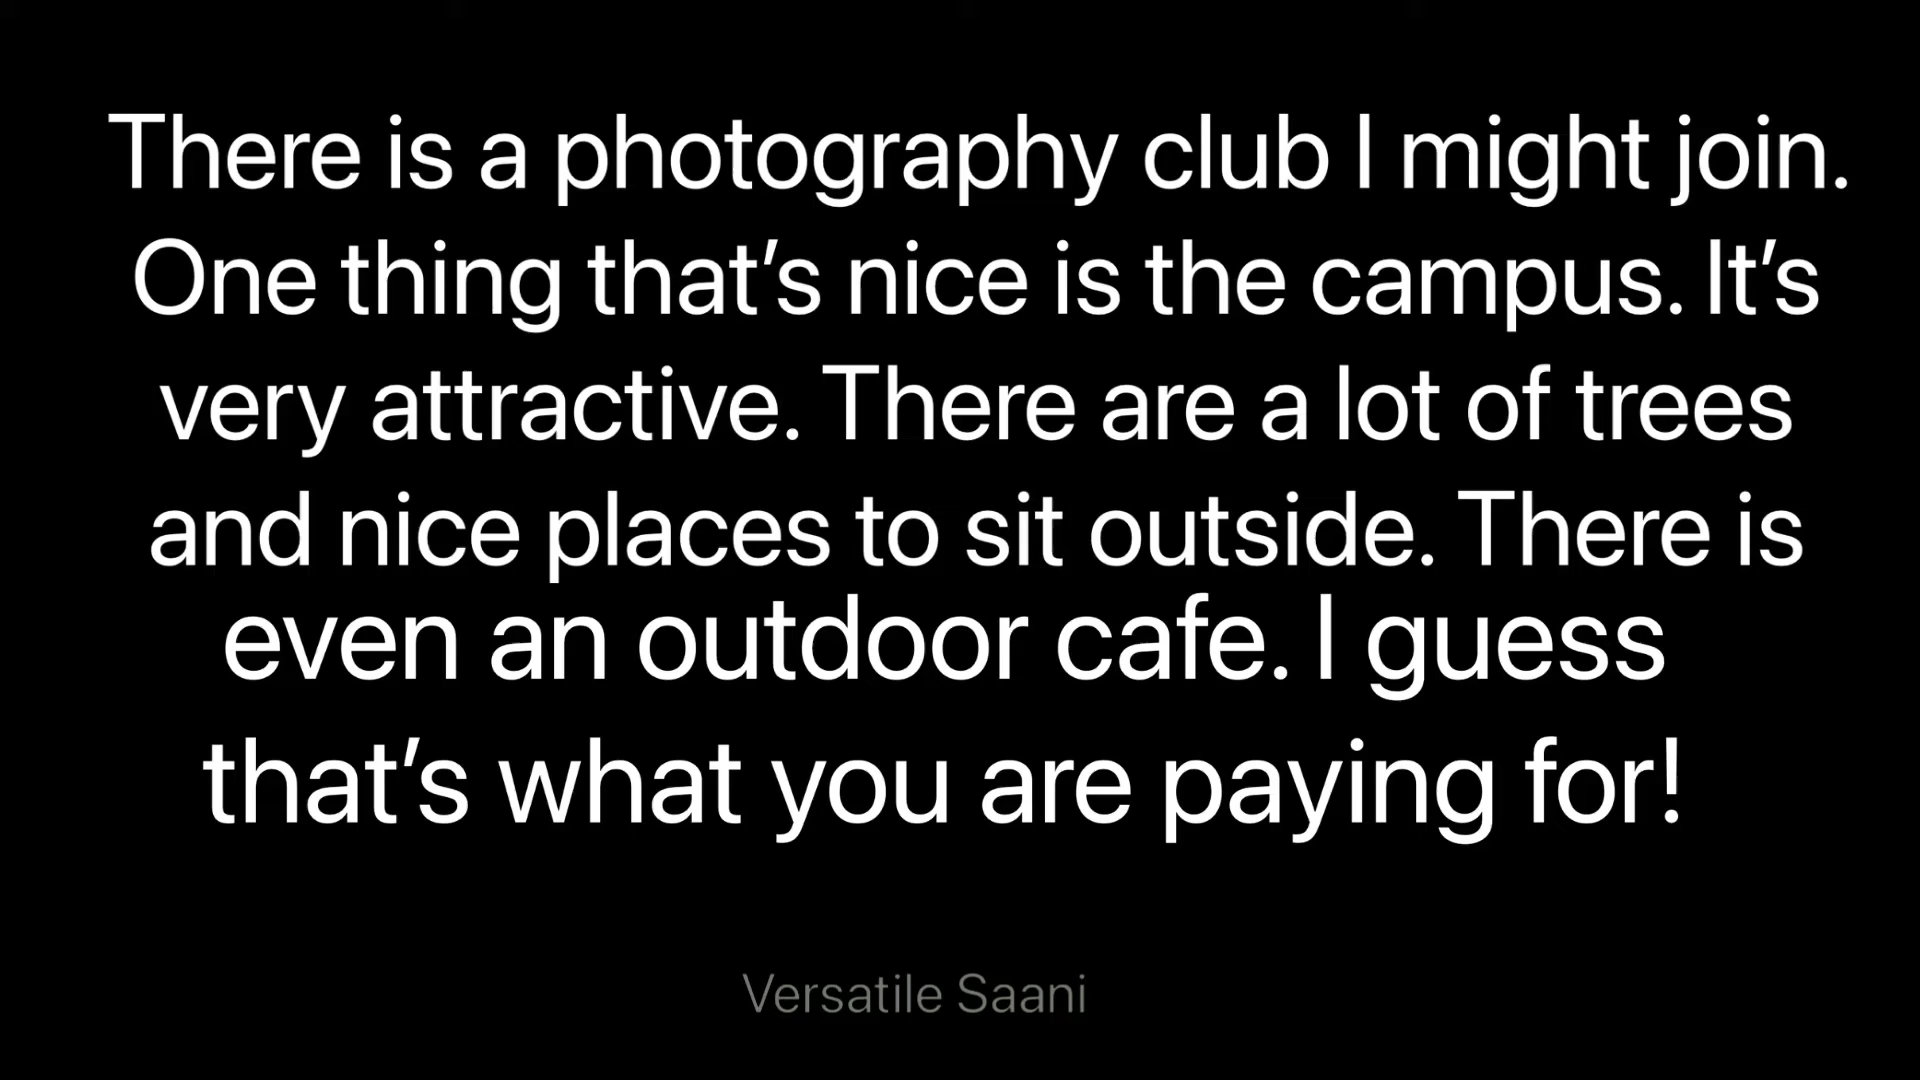 There is a photography club I might join.
One thing that’s nice is the campus. It’s
very attractive. There are a lot of trees
and nice places to sit outside. There is
even an outdoor cafe. I guess
that’s what you are paying for!
Versatile Saani